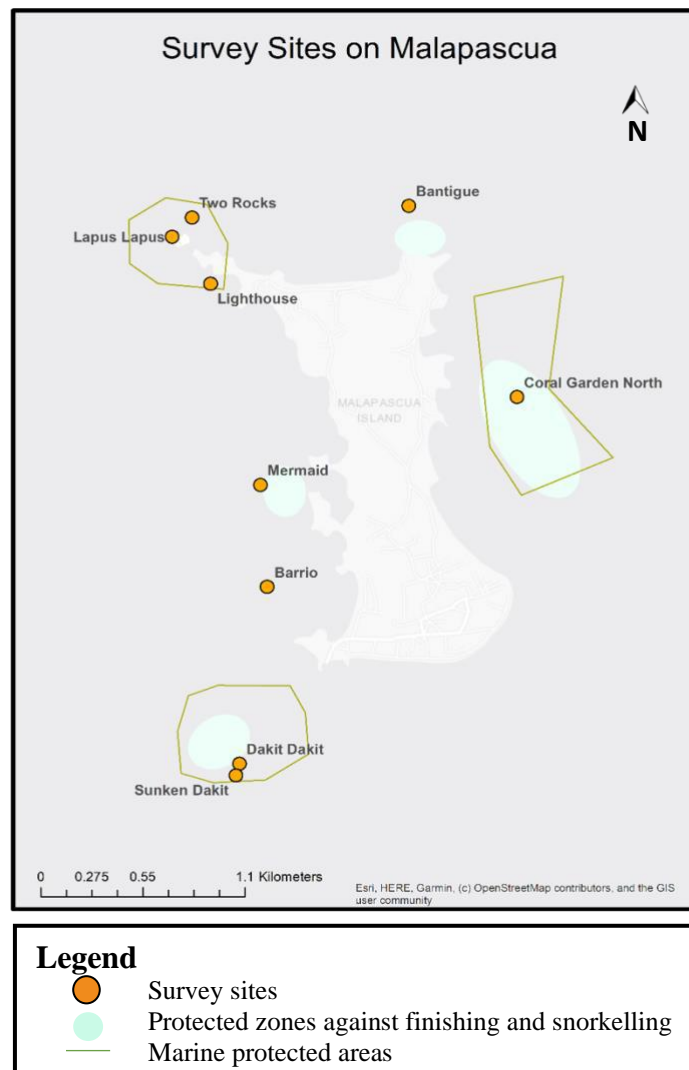 Survey Sites on Malapascua
N
Two Rocks
Bantigue
Lapus Lapus
Lighthouse
Coral Garden North
MALAPASCUA
ISLAND
Mermaid
Barrio
Dakit Dakit
Sunken Dakit
0 0.275 0.55 1.1 Kilometers
Esri, HERE, Garmin, (c) OpenStreetMap contributors, and the GIS
user community
Legend
Survey sites
Protected zones against finishing and snorkelling
Marine protected areas